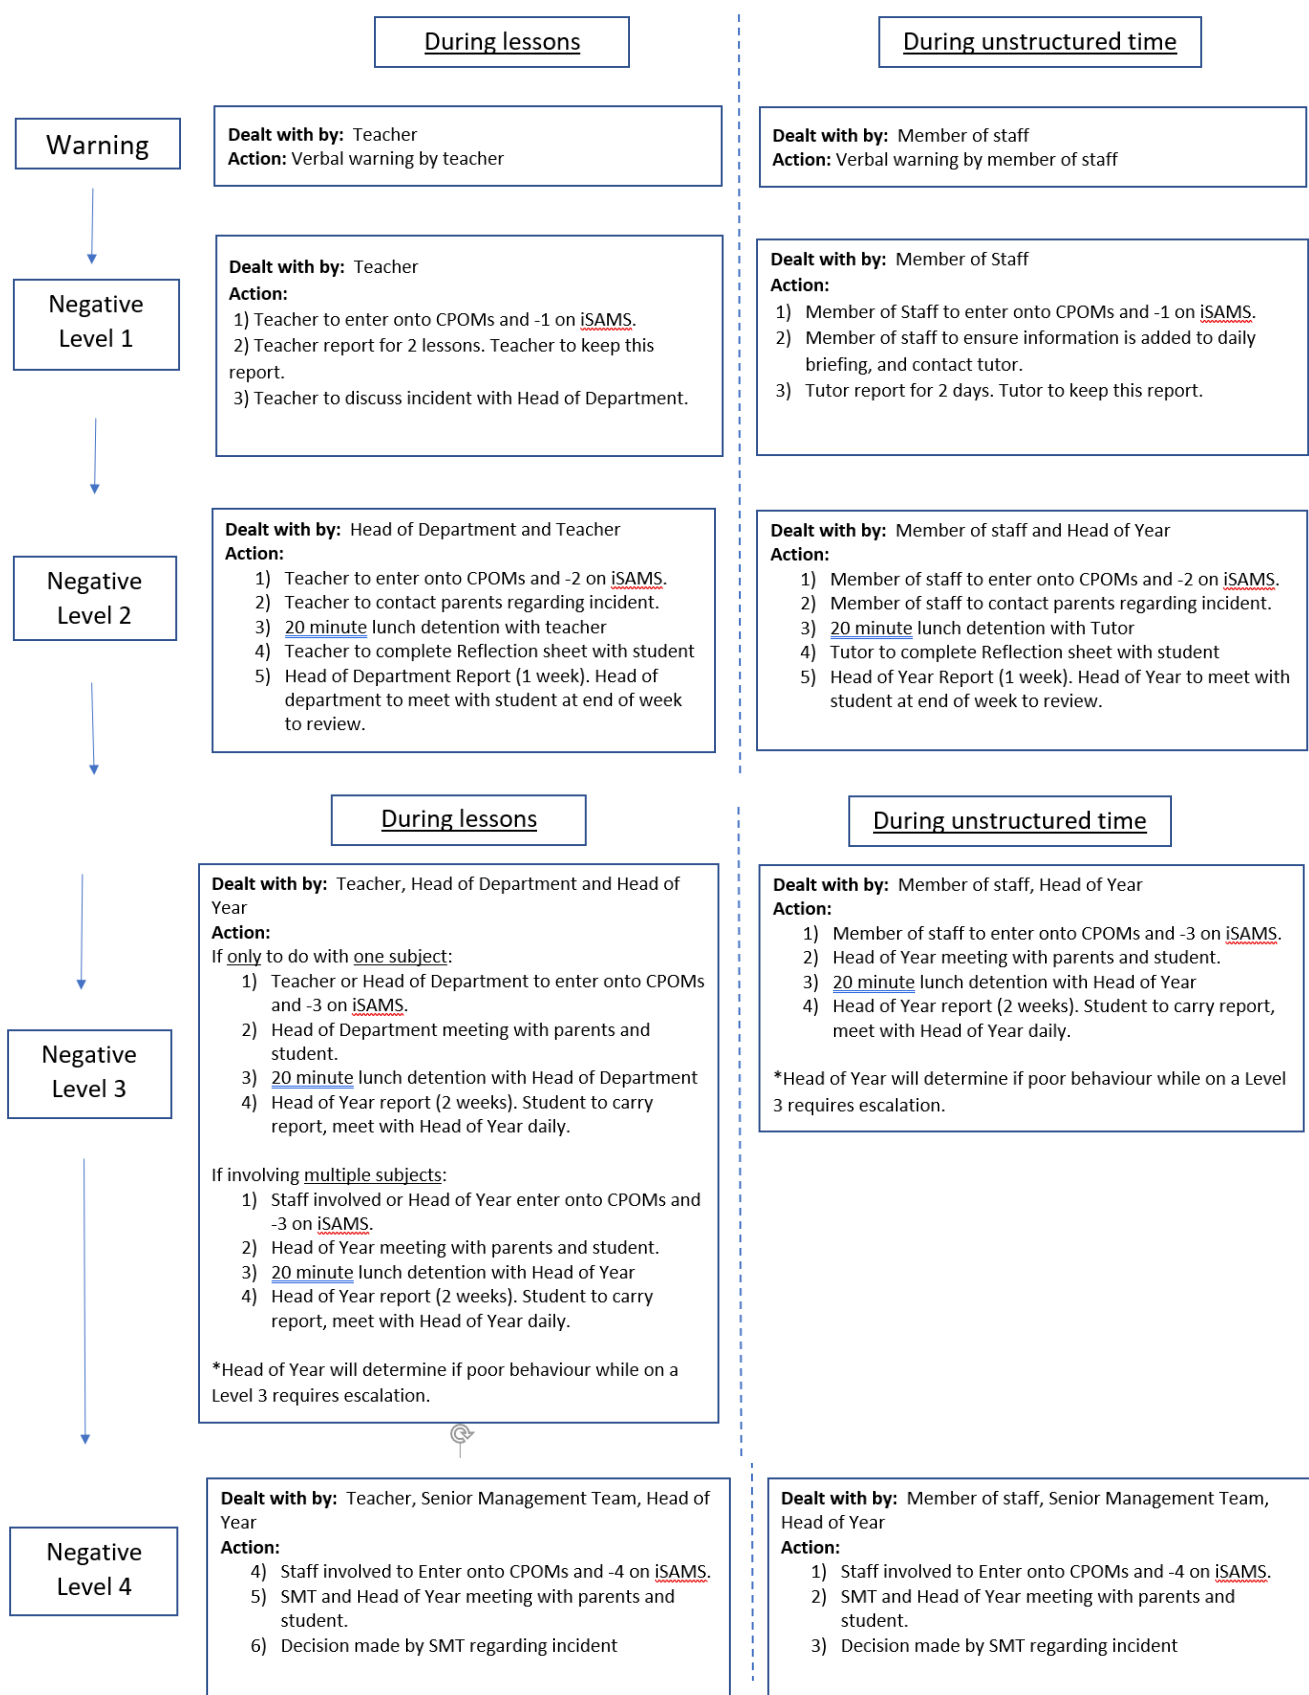 During lessons
During unstructured time
Warning
Dealt with by: Teacher
Action: Verbal warning by teacher
Dealt with by: Member of staff
Action: Verbal warning by member of staff
Negative
Level 1
Dealt with by: Teacher
Action:
1) Teacher to enter onto CPOMs and -1 on iSAMS.
2) Teacher report for 2 lessons. Teacher to keep this
report.
3) Teacher to discuss incident with Head of Department.
Dealt with by: Member of Staff
Action:
1) Member of Staff to enter onto CPOMs and -1 on iSAMS.
2) Member of staff to ensure information is added to daily
briefing, and contact tutor.
3) Tutor report for 2 days. Tutor to keep this report.
Negative
Level 2
Dealt with by: Head of Department and Teacher
Action:
1) Teacher to enter onto CPOMs and -2 on iSAMS.
2) Teacher to contact parents regarding incident.
3) 20 minute lunch detention with teacher
4) Teacher to complete Reflection sheet with student
5) Head of Department Report (1 week). Head of
department to meet with student at end of week
to review.
Dealt with by: Member of staff and Head of Year
Action:
1) Member of staff to enter onto CPOMs and -2 on iSAMS.
2) Member of staff to contact parents regarding incident.
3) 20 minute lunch detention with Tutor
4) Tutor to complete Reflection sheet with student
5) Head of Year Report (1 week). Head of Year to meet with
student at end of week to review.
During lessons
During unstructured time
Negative
Level 3
Dealt with by: Teacher, Head of Department and Head of
Year
Action:
If only to do with one subject:
1) Teacher or Head of Department to enter onto CPOMs
and -3 on iSAMS.
2) Head of Department meeting with parents and
student.
3) 20 minute lunch detention with Head of Department
4) Head of Year report (2 weeks). Student to carry
report, meet with Head of Year daily.
If involving multiple subjects:
1) Staff involved or Head of Year enter onto CPOMs and
-3 on iSAMS.
2) Head of Year meeting with parents and student.
3) 20 minute lunch detention with Head of Year
4) Head of Year report (2 weeks). Student to carry
report, meet with Head of Year daily.
*Head of Year will determine if poor behaviour while on a
Level 3 requires escalation.
Dealt with by: Member of staff, Head of Year
Action:
1) Member of staff to enter onto CPOMs and -3 on iSAMS.
2) Head of Year meeting with parents and student.
3) 20 minute lunch detention with Head of Year
4) Head of Year report (2 weeks). Student to carry report,
meet with Head of Year daily.
*Head of Year will determine if poor behaviour while on a Level
3 requires escalation.
Negative
Level 4
Dealt with by: Teacher, Senior Management Team, Head of
Year
Action:
4) Staff involved to Enter onto CPOMs and -4 on iSAMS.
5) SMT and Head of Year meeting with parents and
student.
6) Decision made by SMT regarding incident
Dealt with by: Member of staff, Senior Management Team,
Head of Year
Action:
1) Staff involved to Enter onto CPOMs and -4 on iSAMS.
2) SMT and Head of Year meeting with parents and
student.
3) Decision made by SMT regarding incident